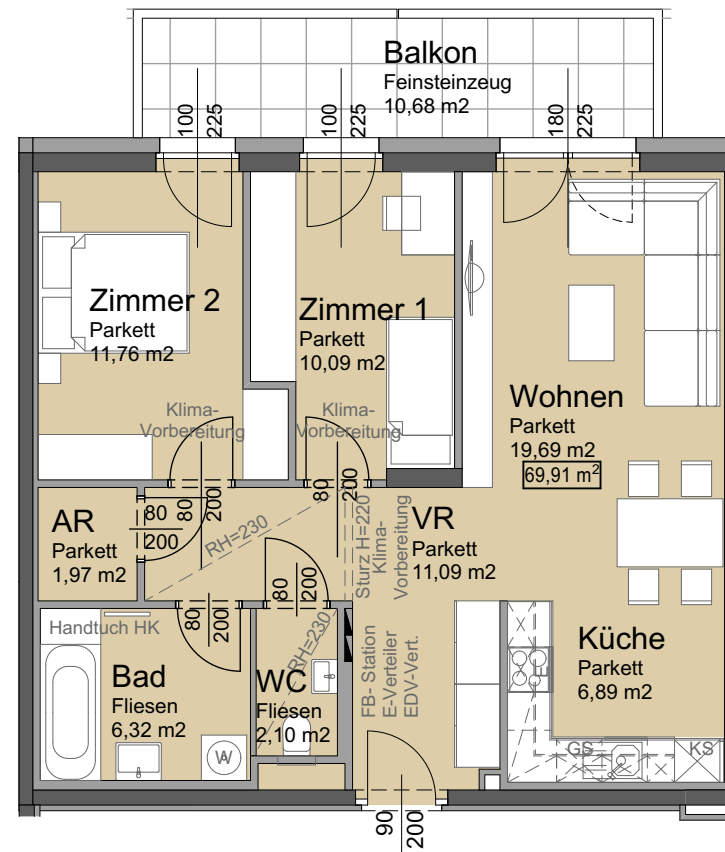 Balkon
Feinsteinzeug
10,68 m2
100
225
100
225
180
225
Zimmer 2
Parkett
11,76 m2
Zimmer 1
Parkett
10,09 m2
Wohnen
Parkett
19,69 m2
69,91 m²
Klima-
Vorbereitung
Klima-
Vorbereitung
80
200
80
200
AR
Parkett
1,97 m2
80
200
RH=230
Sturz H=220
Klima-
Vorbereitung
VR
Parkett
11,09 m2
80
200
80
200
Handtuch HK
Bad
Fliesen
6,32 m2
W
RH=230
WC
Fliesen
2,10 m2
FB- Station
E-Verteiler
EDV-Vert.
Küche
Parkett
6,89 m2
GS
KS
90
200